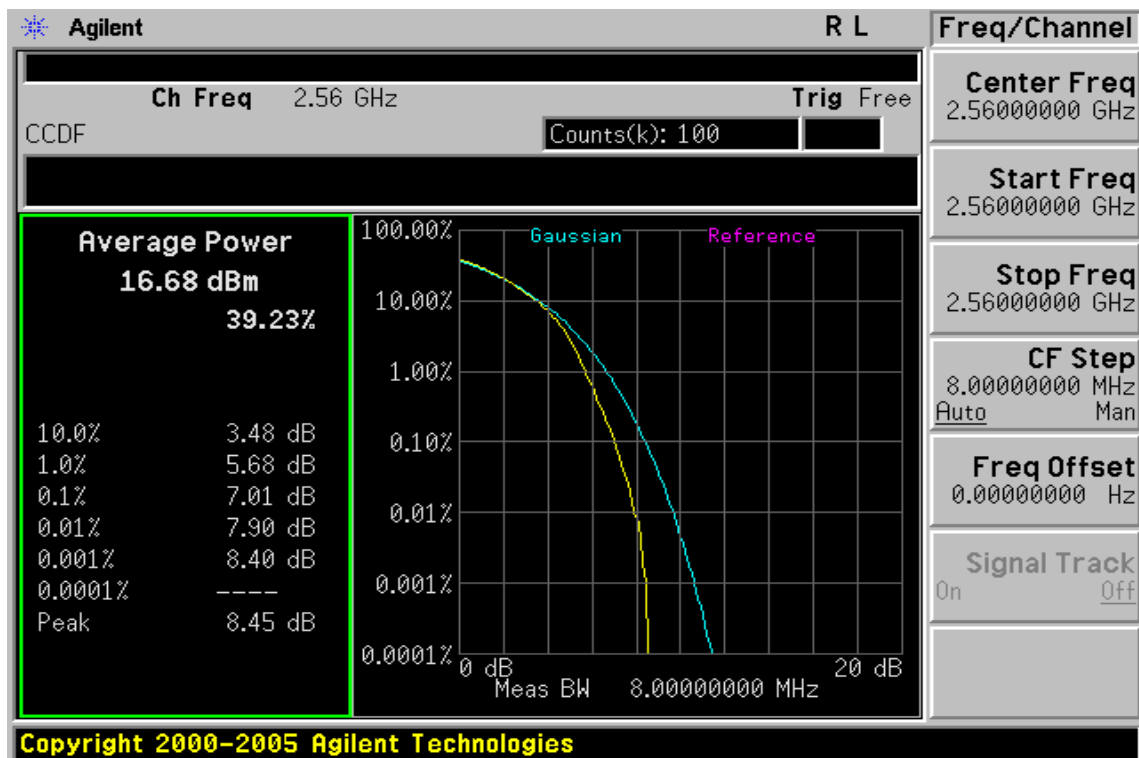 Agilent R L Freq/Channel
Ch Freq 2.56 GHz Trig Free
CCDF Counts(k): 100
Center Freq
2.56000000 GHz
Start Freq
2.56000000 GHz
Stop Freq
2.56000000 GHz
CF Step
8.00000000 MHz
Auto Man
Freq Offset
0.00000000 Hz
Signal Track
On Off
Average Power
16.68 dBm
39.23%
10.0% 3.48 dB
1.0% 5.68 dB
0.1% 7.01 dB
0.01% 7.90 dB
0.001% 8.40 dB
0.0001% ----
Peak 8.45 dB
Gaussian Reference
100.00%
10.00%
1.00%
0.10%
0.01%
0.001%
0.0001%
0 dB 20 dB
Meas BW 8.00000000 MHz
Copyright 2000-2005 Agilent Technologies